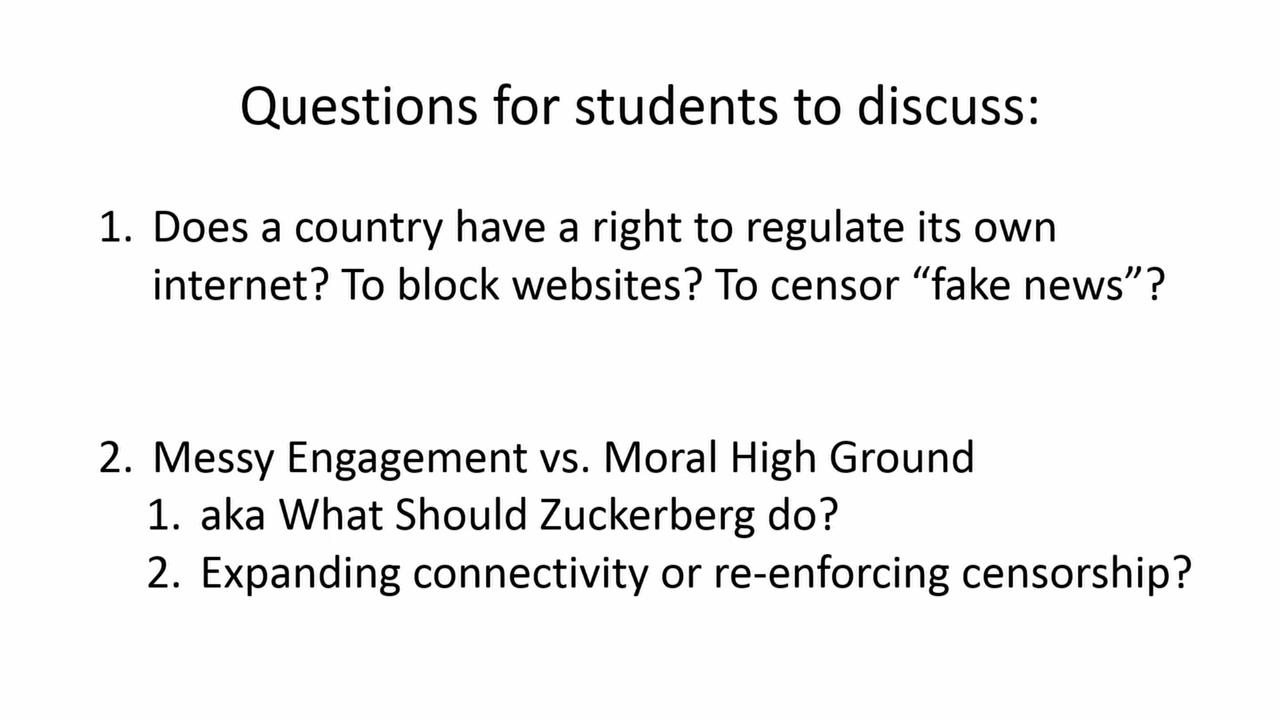 Questions for students to discuss:
1. Does a country have a right to regulate its own
internet? To block websites? To censor “fake news”?
2. Messy Engagement vs. Moral High Ground
1. aka What Should Zuckerberg do?
2. Expanding connectivity or re-enforcing censorship?